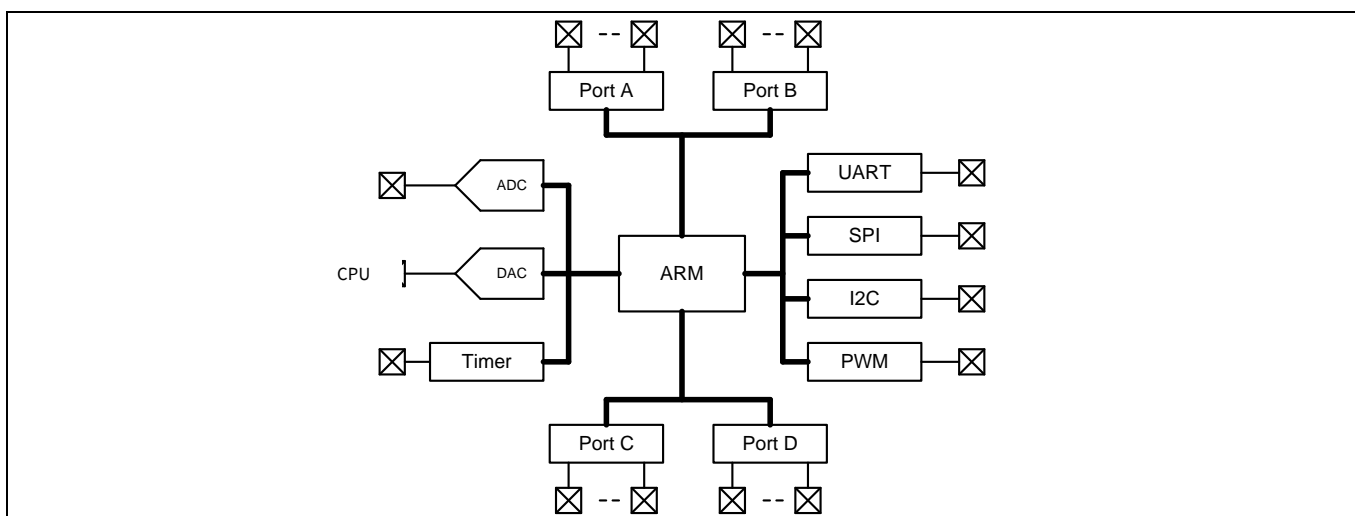 Port A
Port B
ADC
UART
SPI
CPU
DAC
ARM
I2C
Timer
PWM
Port C
Port D